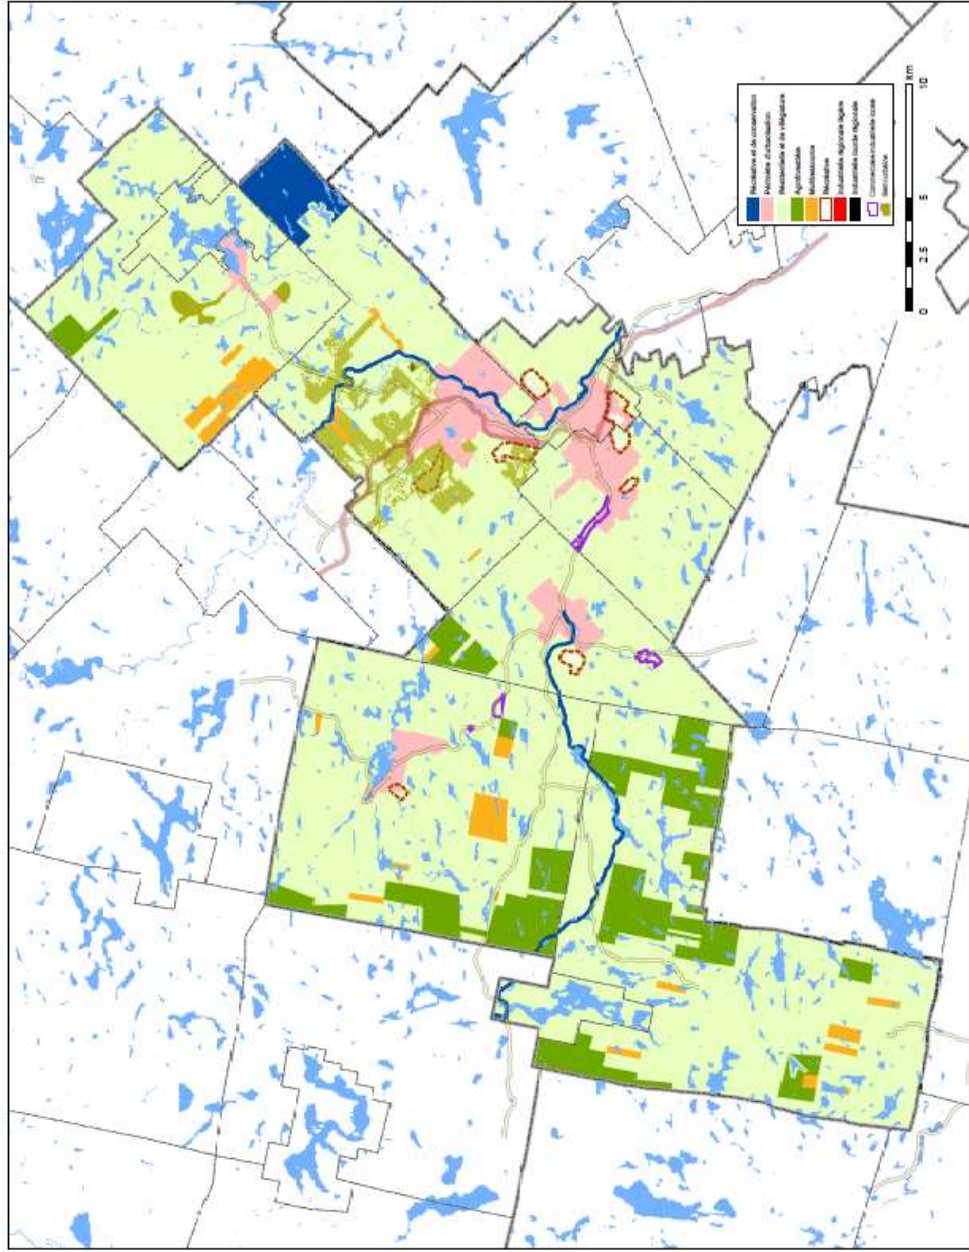 Récréative et de conservation
Périmètre d'urbanisation
Résidentielle et de villégiature
Agroforestière
Multiressource
Récréative
Industrielle régionale légère
Industrielle lourde régionale
Commerciale-industrielle locale
Semi-urbaine
0 2.5 5 10
Km